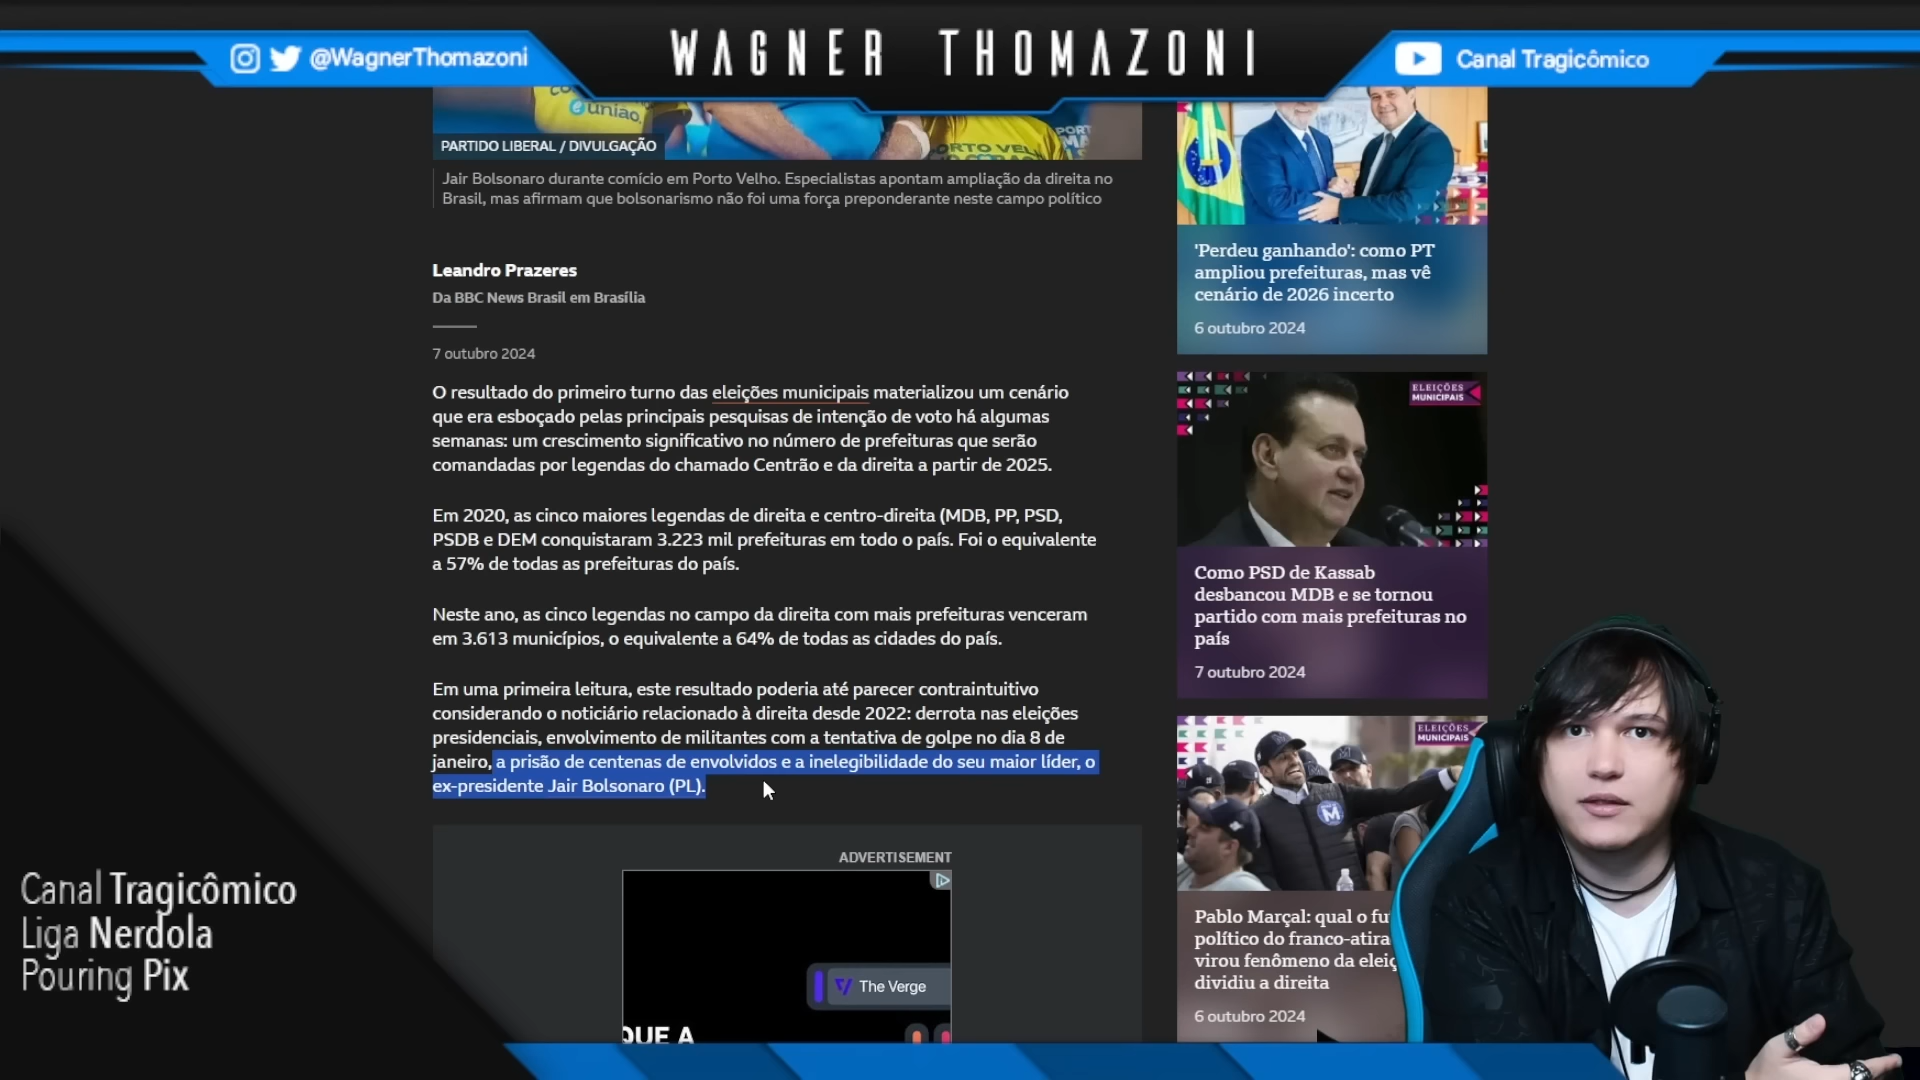 WAGNER THOMAZONI
@WagnerThomazoni
Canal Tragicômico
união
PORTO VEL
PORT
PARTIDO LIBERAL / DIVULGAÇÃO
Jair Bolsonaro durante comício em Porto Velho. Especialistas apontam ampliação da direita no
Brasil, mas afirmam que bolsonarismo não foi uma força preponderante neste campo político
Leandro Prazeres
Da BBC News Brasil em Brasília
7 outubro 2024
O resultado do primeiro turno das eleições municipais materializou um cenário
que era esboçado pelas principais pesquisas de intenção de voto há algumas
semanas: um crescimento significativo no número de prefeituras que serão
comandadas por legendas do chamado Centrão e da direita a partir de 2025.
Em 2020, as cinco maiores legendas de direita e centro-direita (MDB, PP, PSD,
PSDB e DEM conquistaram 3.223 mil prefeituras em todo o país. Foi o equivalente
a 57% de todas as prefeituras do país.
Neste ano, as cinco legendas no campo da direita com mais prefeituras venceram
em 3.613 municípios, o equivalente a 64% de todas as cidades do país.
Em uma primeira leitura, este resultado poderia até parecer contraintuitivo
considerando o noticiário relacionado à direita desde 2022: derrota nas eleições
presidenciais, envolvimento de militantes com a tentativa de golpe no dia 8 de
janeiro, a prisão de centenas de envolvidos e a inelegibilidade do seu maior líder, o
ex-presidente Jair Bolsonaro (PL).
ADVERTISEMENT
The Verge
QUE A
'Perdeu ganhando': como PT
ampliou prefeituras, mas vê
cenário de 2026 incerto
6 outubro 2024
ELEIÇÕES
MUNICIPAIS
Como PSD de Kassab
desbancou MDB e se tornou
partido com mais prefeituras no
país
7 outubro 2024
ELEIÇÕES
MUNICIPAIS
M
Pablo Marçal: qual o fu
político do franco-atira
virou fenômeno da eleiç
dividiu a direita
6 outubro 2024
Canal Tragicômico
Liga Nerdola
Pouring Pix